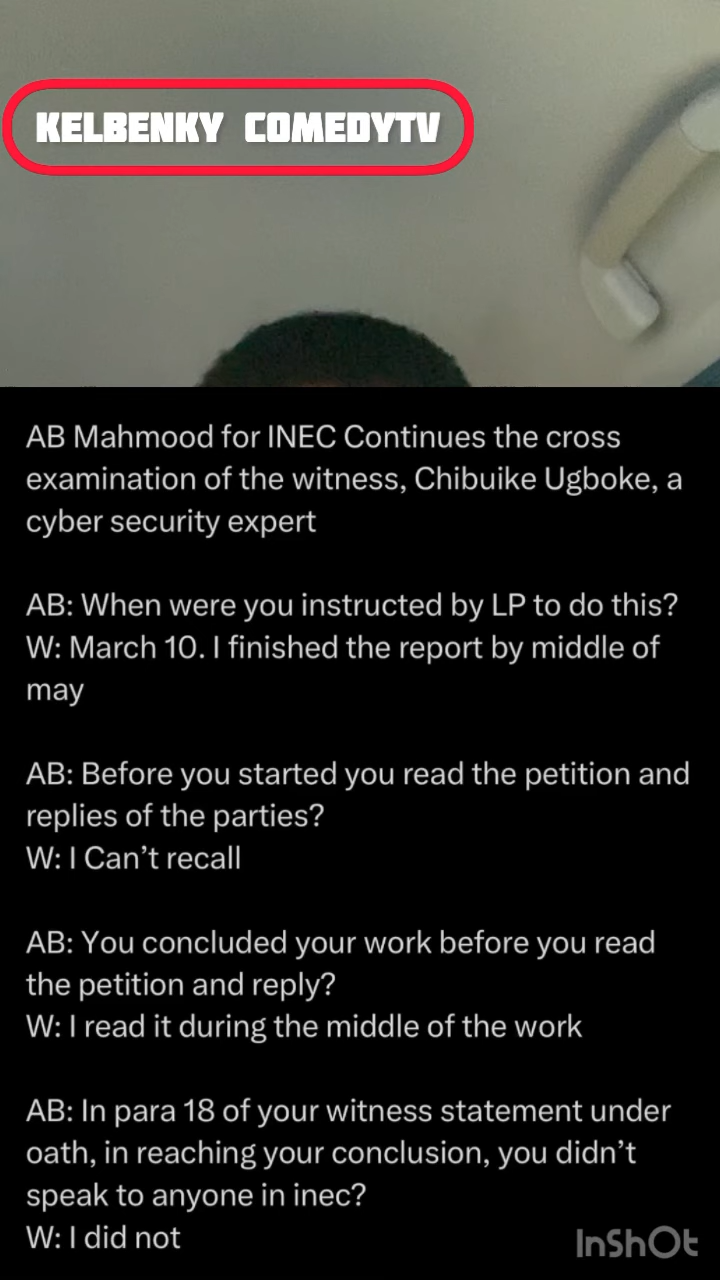 KELBENKY COMEDYTV
AB Mahmood for INEC Continues the cross
examination of the witness, Chibuike Ugboke, a
cyber security expert
AB: When were you instructed by LP to do this?
W: March 10. I finished the report by middle of
may
AB: Before you started you read the petition and
replies of the parties?
W: I Can’t recall
AB: You concluded your work before you read
the petition and reply?
W: I read it during the middle of the work
AB: In para 18 of your witness statement under
oath, in reaching your conclusion, you didn’t
speak to anyone in inec?
W: I did not
InShOt